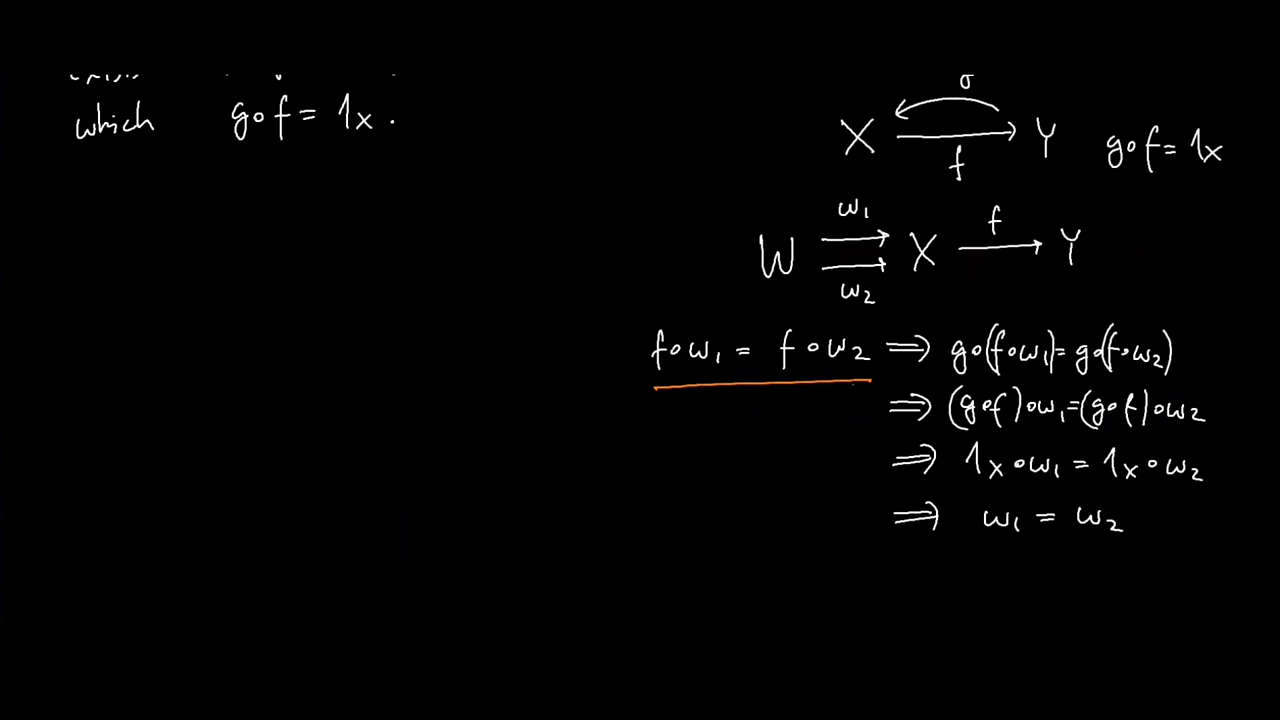 which g∘f = 1x .
σ
X Y g∘f = 1x
f
w₁ f
W X Y
w₂
f∘w₁ = f∘w₂ ⟹ g∘(f∘w₁) = g∘(f∘w₂)
⟹ (g∘f)∘w₁ = (g∘f)∘w₂
⟹ 1x∘w₁ = 1x∘w₂
⟹ w₁ = w₂